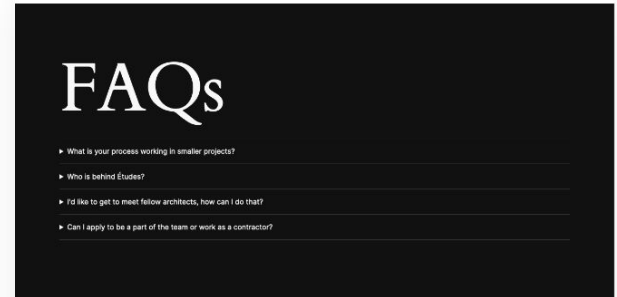 FAQs
What is your process working in smaller projects?
Who is behind Études?
I'd like to get to meet fellow architects, how can I do that?
Can I apply to be a part of the team or work as a contractor?